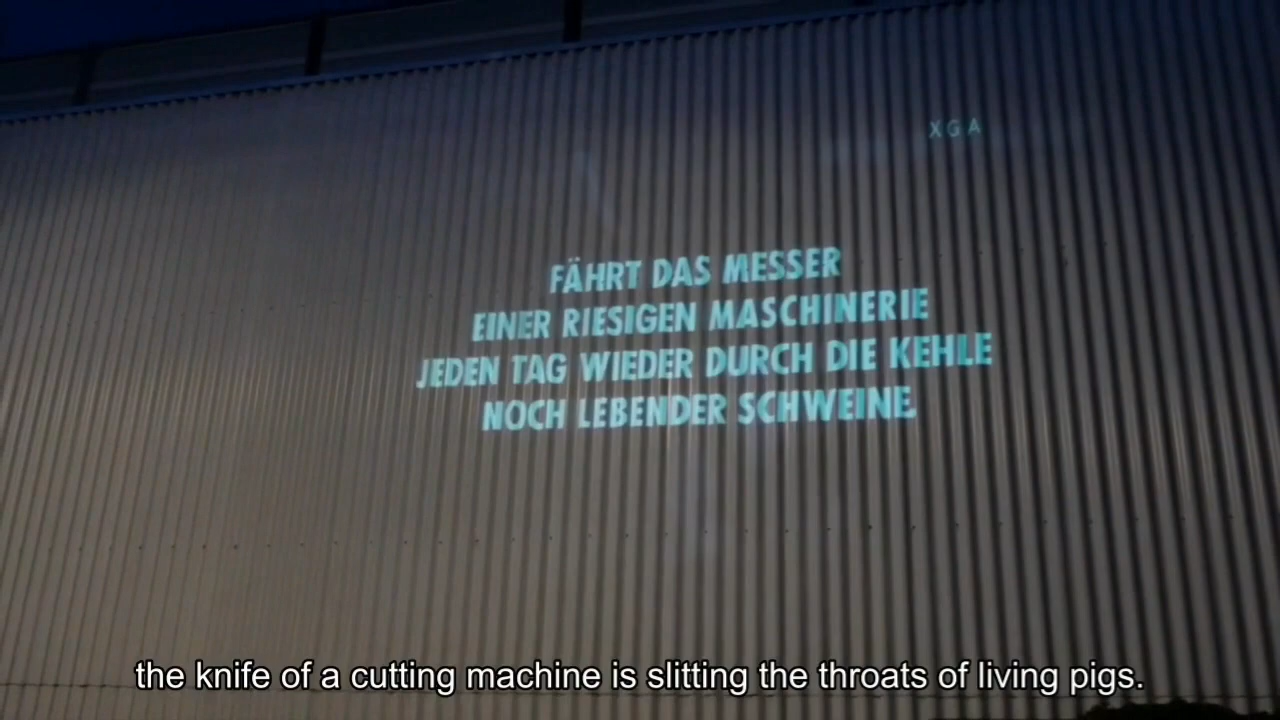 XGA
FÄHRT DAS MESSER
EINER RIESIGEN MASCHINERIE
JEDEN TAG WIEDER DURCH DIE KEHLE
NOCH LEBENDER SCHWEINE.
the knife of a cutting machine is slitting the throats of living pigs.